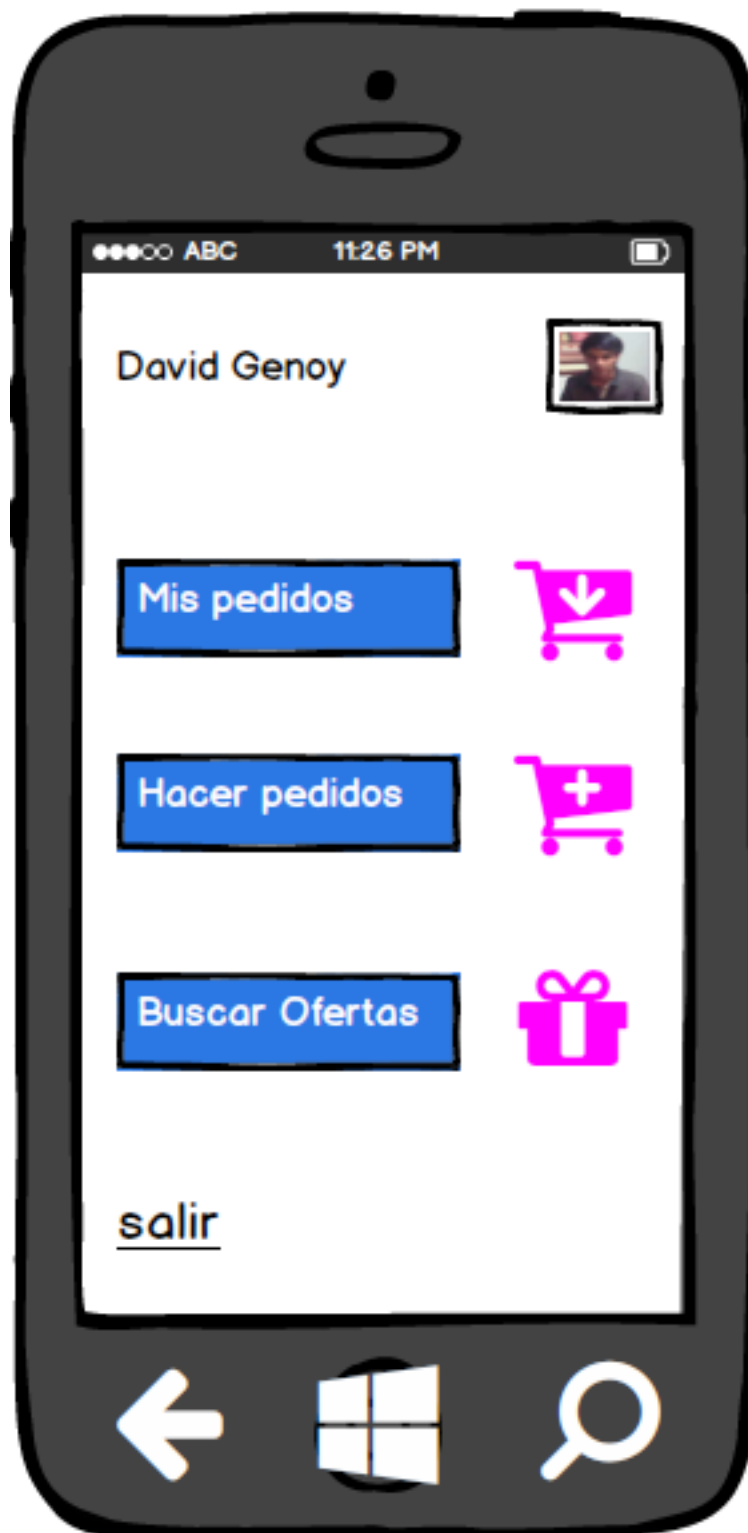 ABC 11:26 PM
David Genoy
Mis pedidos
Hacer pedidos
Buscar Ofertas
salir